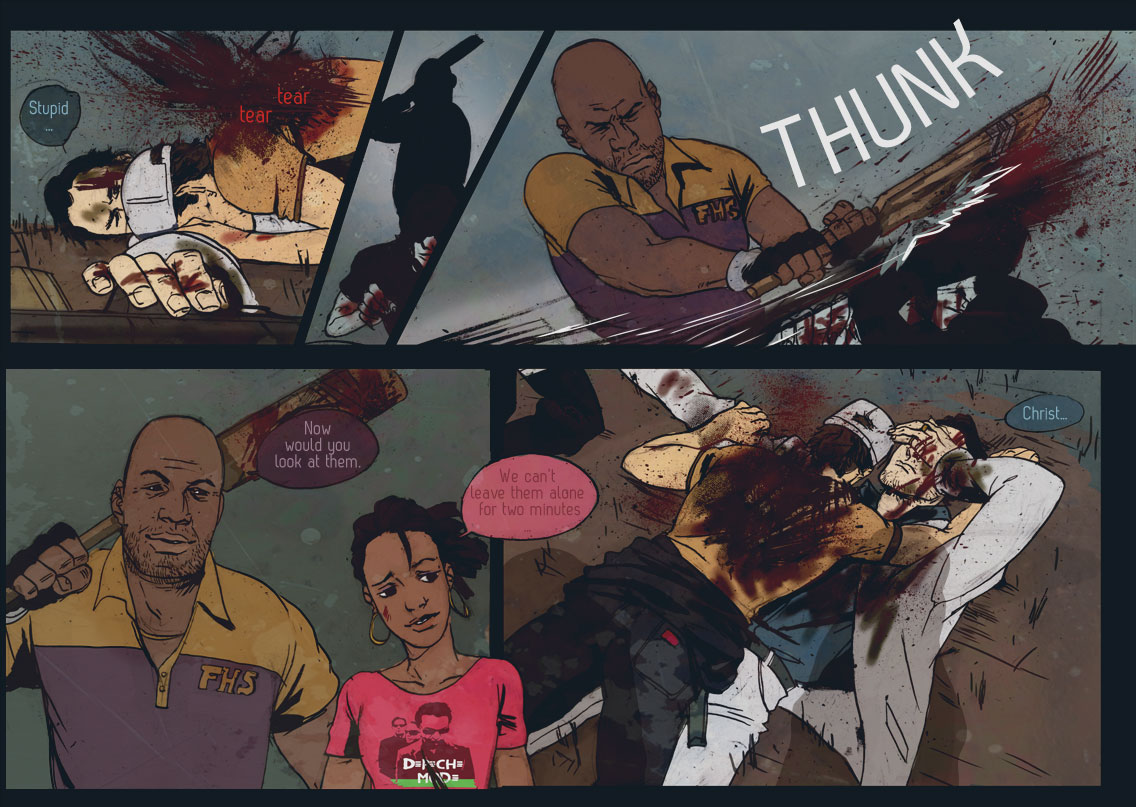 Stupid
...
tear
tear
THUNK
FHS
Now
would you
look at them.
We can't
leave them alone
for two minutes
...
Christ...
FHS
DEPECHE
MODE